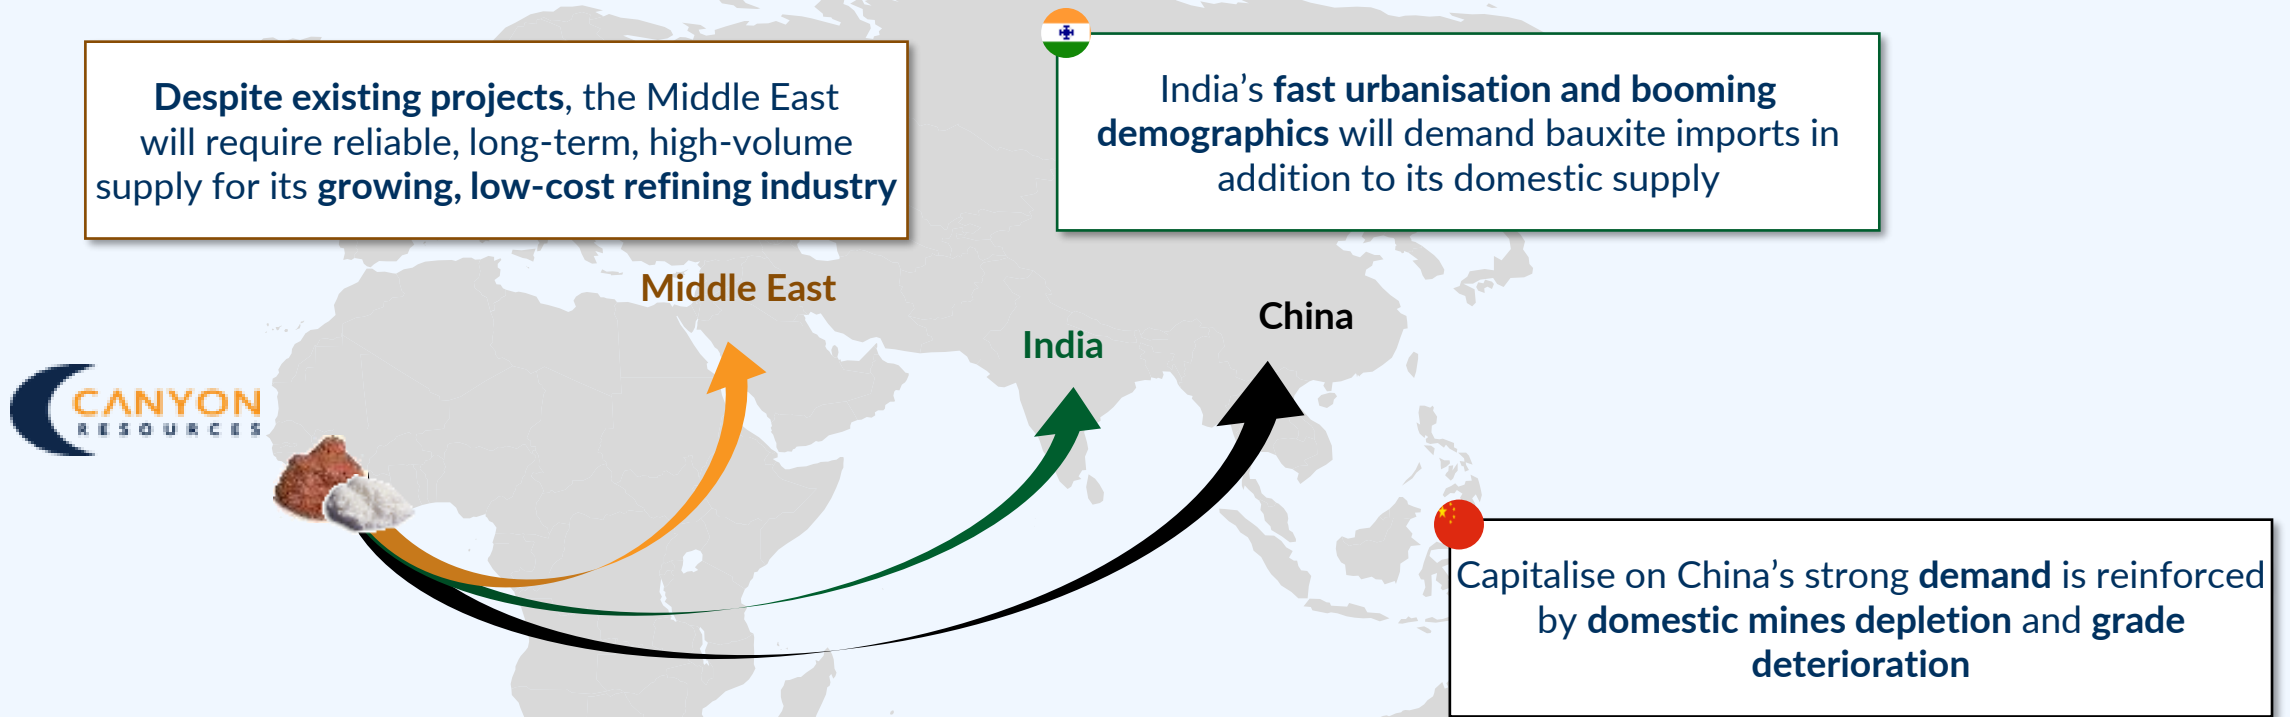 Despite existing projects, the Middle East
will require reliable, long-term, high-volume
supply for its growing, low-cost refining industry
India’s fast urbanisation and booming
demographics will demand bauxite imports in
addition to its domestic supply
Middle East
India
China
CANYON
RESOURCES
Capitalise on China’s strong demand is reinforced
by domestic mines depletion and grade
deterioration